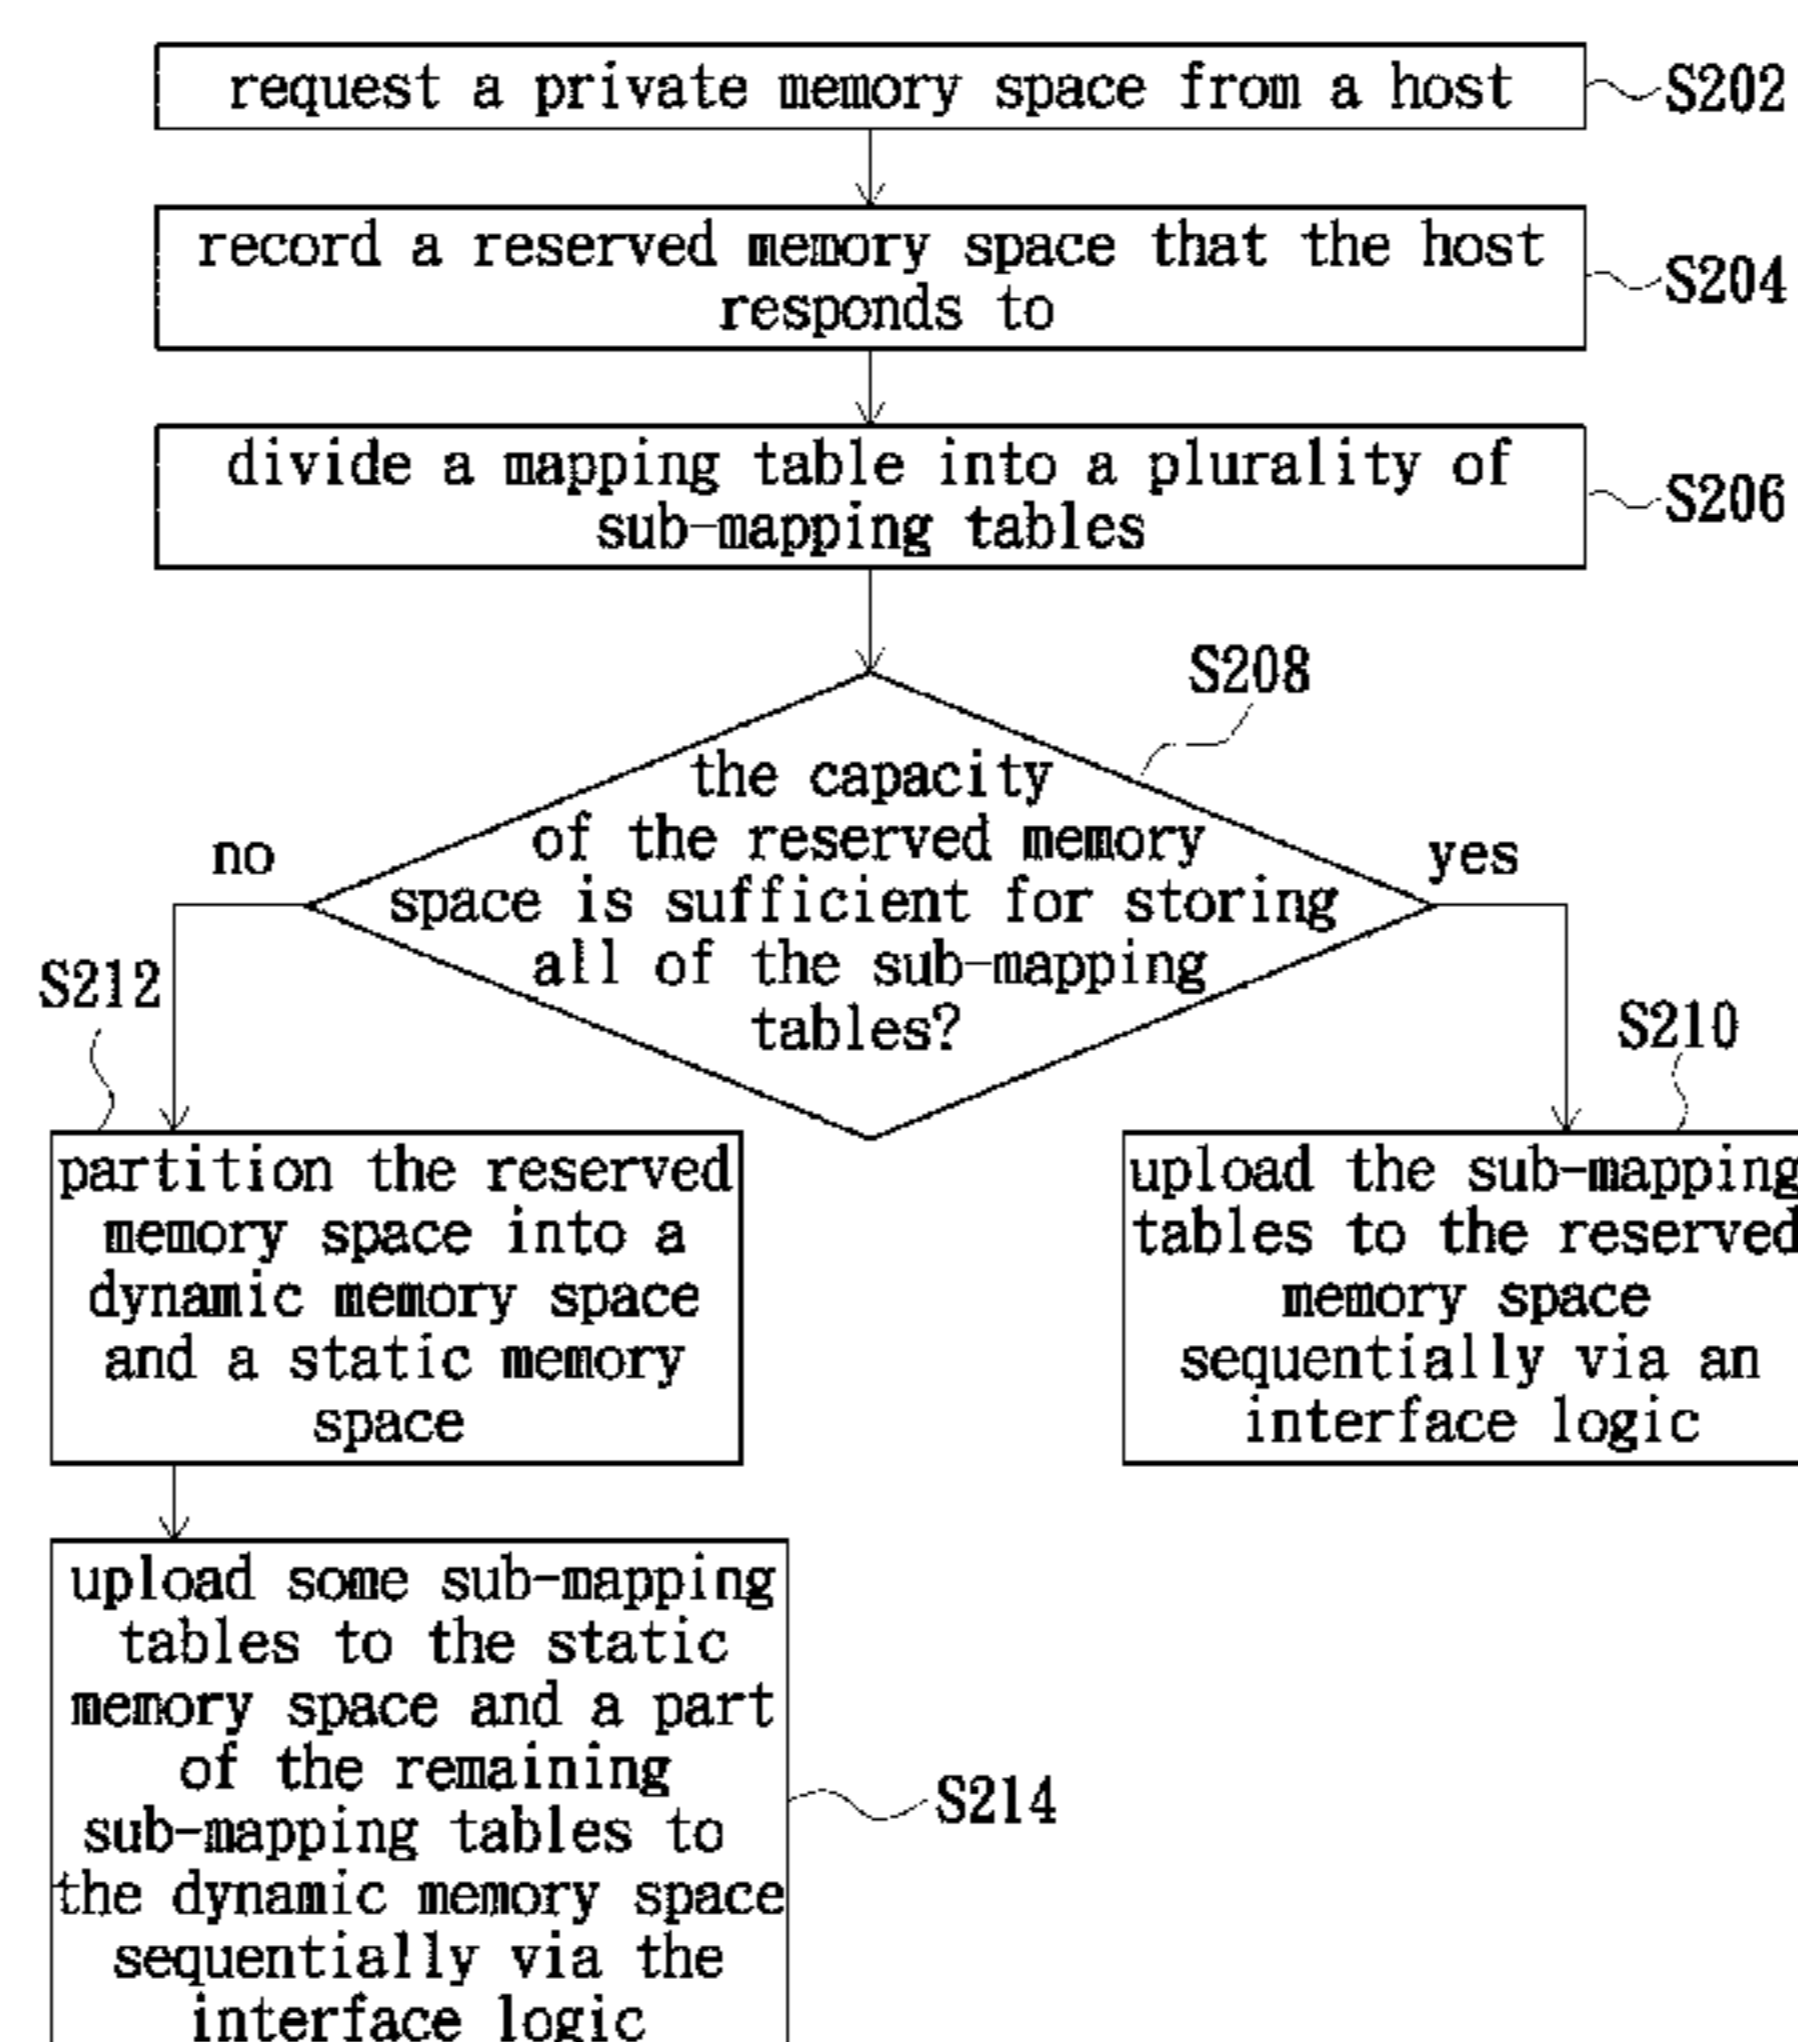 request a private memory space from a host
S202
record a reserved memory space that the host
responds to
S204
divide a mapping table into a plurality of
sub-mapping tables
S206
S208
the capacity
of the reserved memory
space is sufficient for storing
all of the sub-mapping
tables?
no
yes
S212
partition the reserved
memory space into a
dynamic memory space
and a static memory
space
S210
upload the sub-mapping
tables to the reserved
memory space
sequentially via an
interface logic
upload some sub-mapping
tables to the static
memory space and a part
of the remaining
sub-mapping tables to
the dynamic memory space
sequentially via the
interface logic
S214